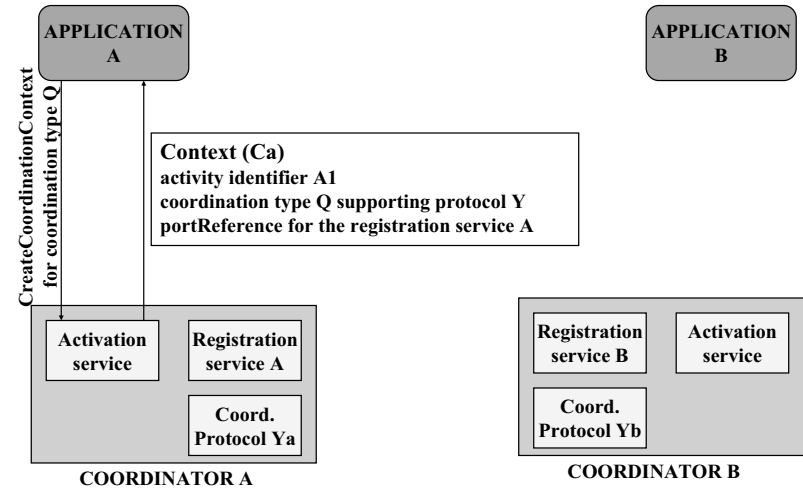 APPLICATION
A
APPLICATION
B
CreateCoordinationContext
for coordination type Q
Context (Ca)
activity identifier A1
coordination type Q supporting protocol Y
portReference for the registration service A
Activation
service
Registration
service A
Coord.
Protocol Ya
COORDINATOR A
Registration
service B
Activation
service
Coord.
Protocol Yb
COORDINATOR B